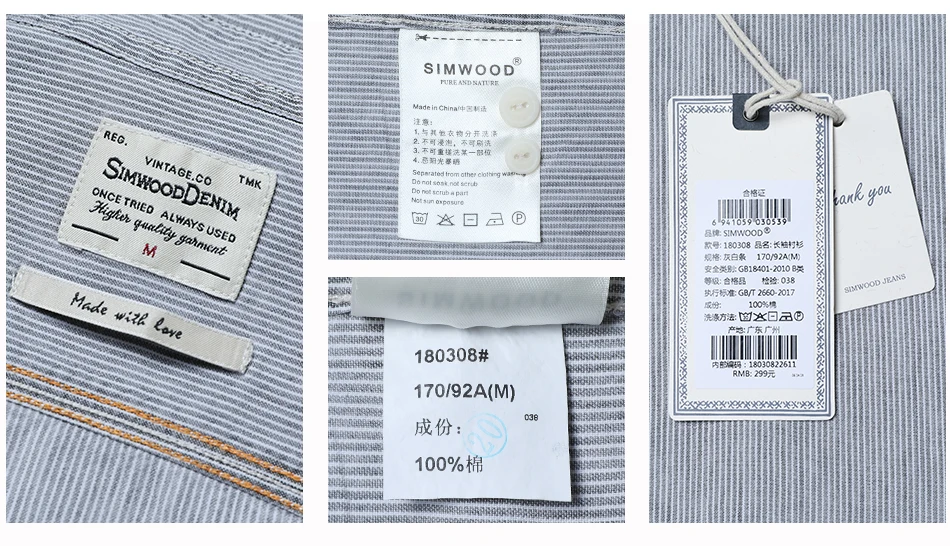 REG.
VINTAGE.CO
TMK
SIMWOODDENIM
ONCETRIED ALWAYS USED
Higher quality garment
M
Made with love
SIMWOOD®
PURE AND NATURE
Made in China/中国制造
注意:
1. 与其他衣物分开洗涤
2. 不可浸泡, 不可刷洗
3. 不可重搓洗某一部位
4. 忌阳光暴晒
Separated from other clothing
Do not soak, not scrub
Do not scrub a part
Not sun exposure
30
P
180308#
170/92A(M)
成份:
038
20
100%棉
合格证
6 941059 030539
品牌: SIMWOOD®
款号: 180308 品名: 长袖衬衫
规格: 灰白条 170/92A(M)
安全类别: GB18401-2010 B类
等级: 合格品 检验: 038
执行标准: GB/T 2660-2017
成份: 100%棉
洗涤方法:
产地: 广东 广州
内部编码: 18030822611
RMB: 299元
you
SIMWOOD JEANS